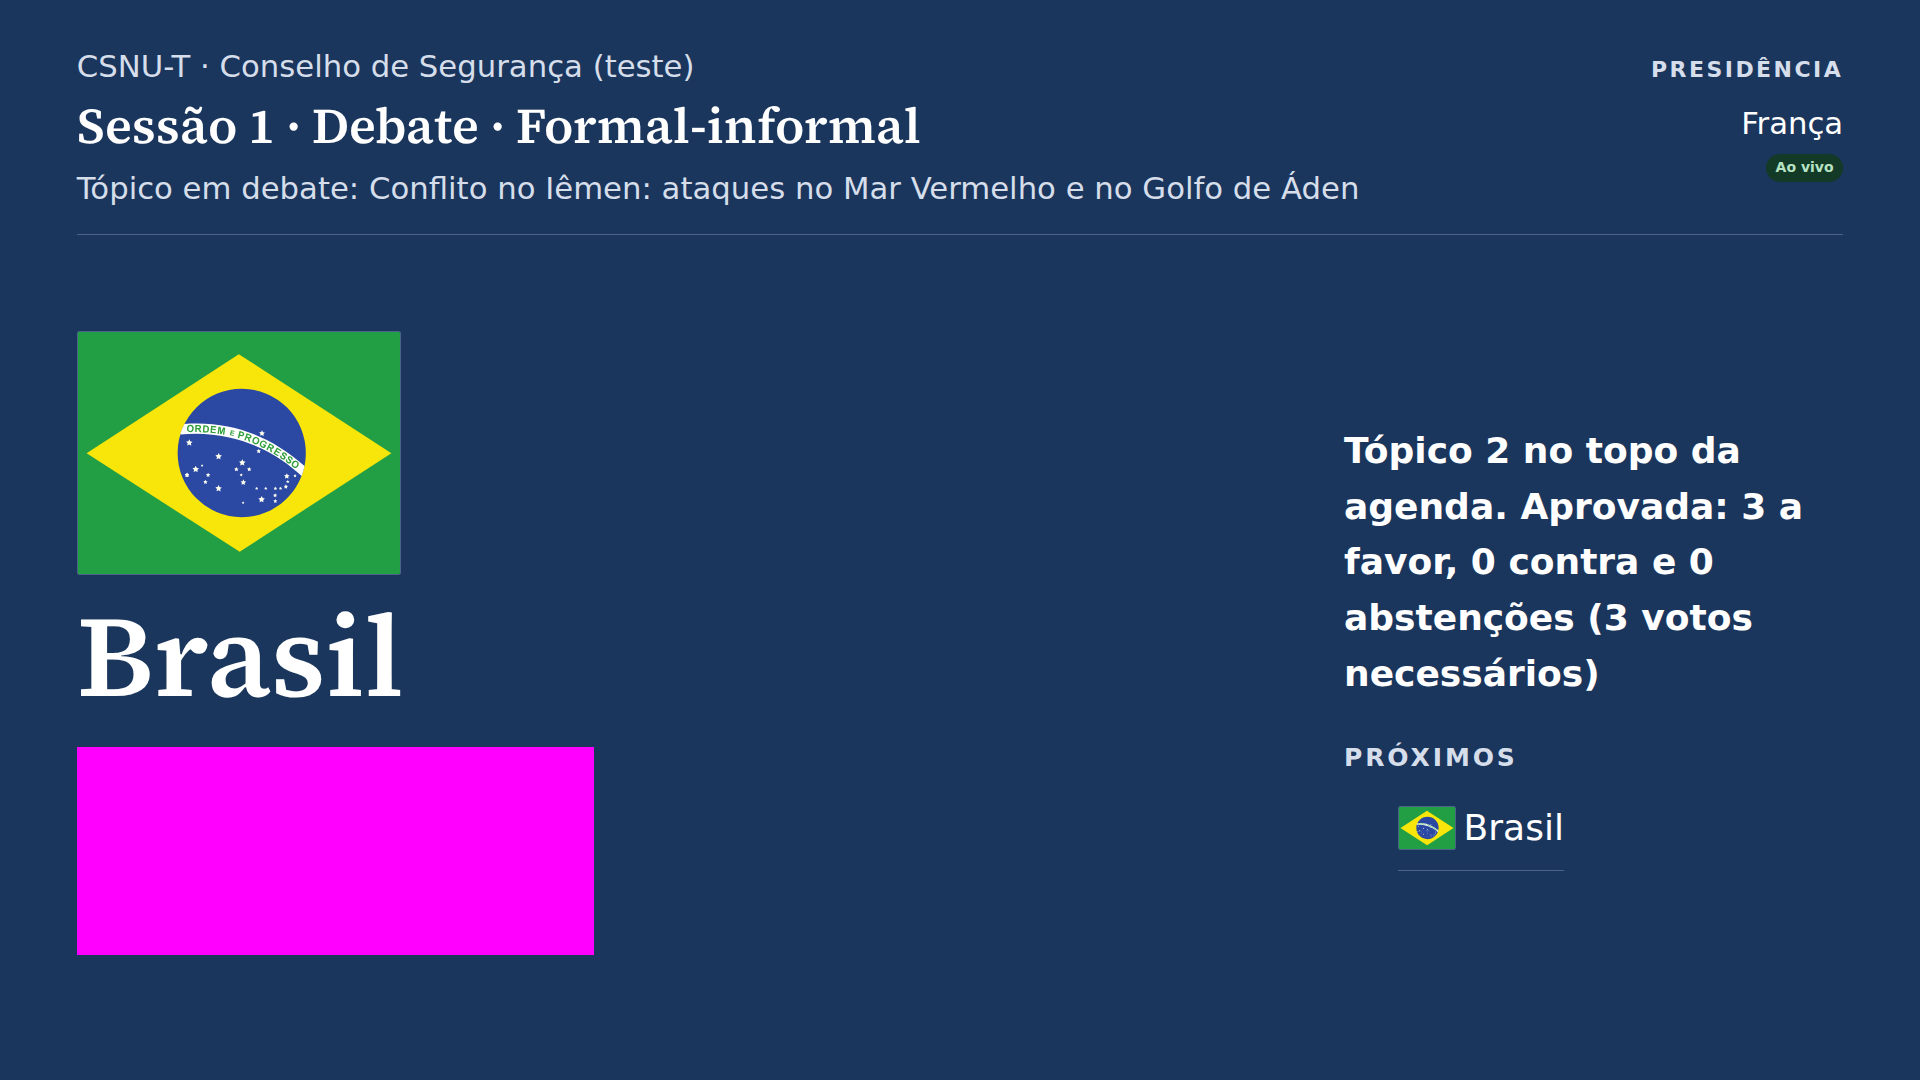 CSNU-T · Conselho de Segurança (teste)
Sessão 1 · Debate · Formal-informal
Tópico em debate: Conflito no Iêmen: ataques no Mar Vermelho e no Golfo de Áden
PRESIDÊNCIA
França
Ao vivo
ORDEM E PROGRESSO
Brasil
Tópico 2 no topo da
agenda. Aprovada: 3 a
favor, 0 contra e 0
abstenções (3 votos
necessários)
PRÓXIMOS
Brasil